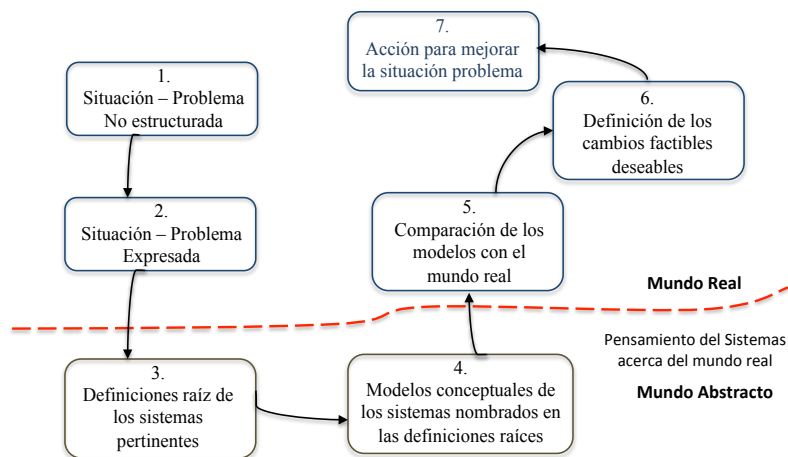 1.
Situación – Problema
No estructurada
2.
Situación – Problema
Expresada
3.
Definiciones raíz de
los sistemas
pertinentes
4.
Modelos conceptuales de
los sistemas nombrados en
las definiciones raíces
5.
Comparación de los
modelos con el
mundo real
6.
Definición de los
cambios factibles
deseables
7.
Acción para mejorar
la situación problema
Mundo Real
Pensamiento del Sistemas
acerca del mundo real
Mundo Abstracto